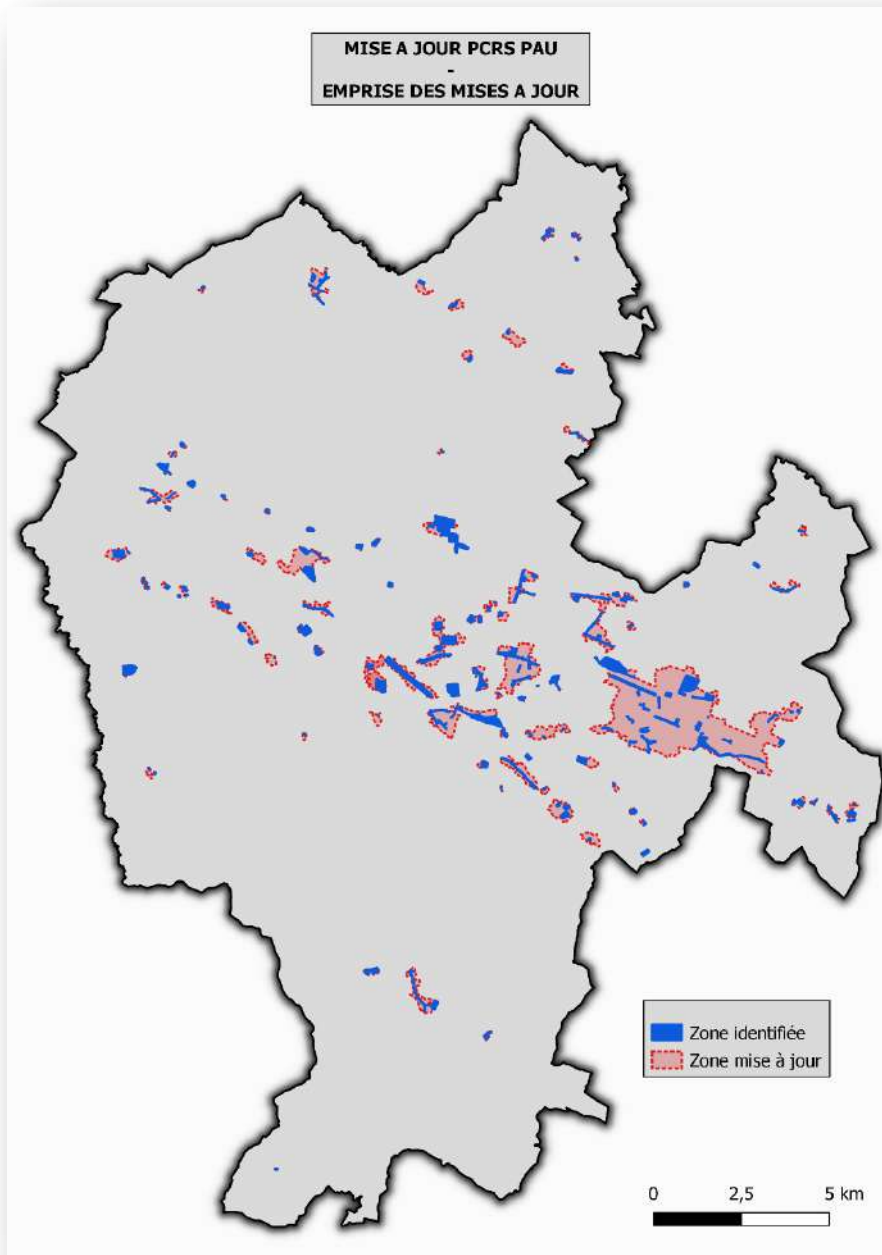 MISE A JOUR PCRS PAU
-
EMPRISE DES MISES A JOUR
Zone identifiée
Zone mise à jour
0 2,5 5 km